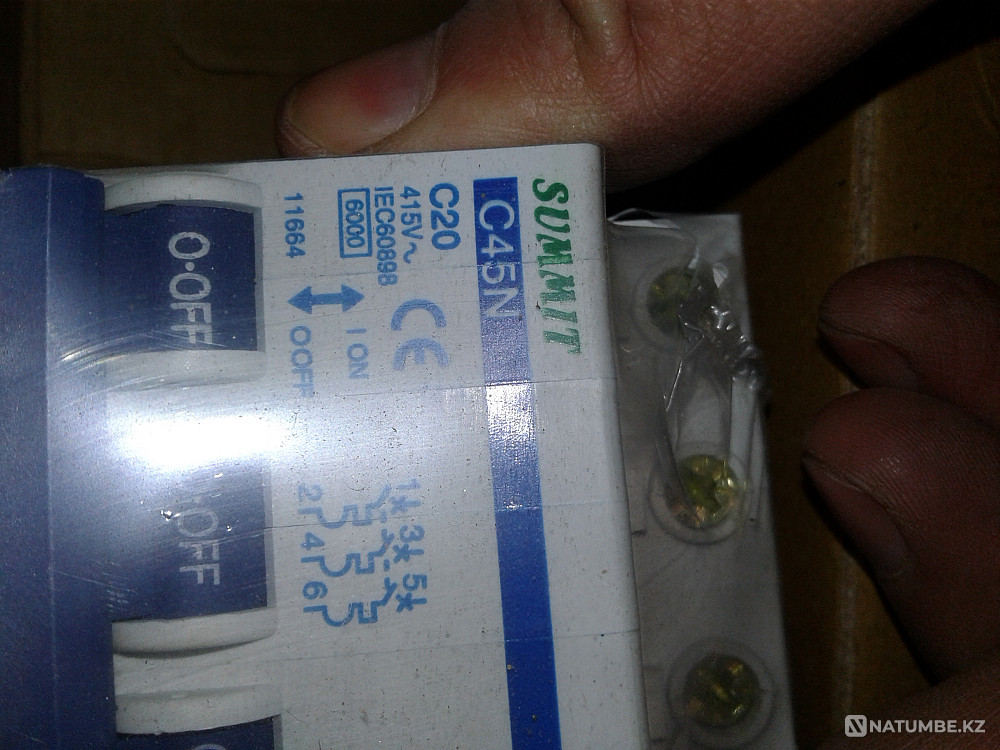 SUMMIT
C45N
C20
415V~
IEC60898
6000
11664
CE
I ON
O OFF
1 3 5
2 4 6
O·OFF
OFF
NATUMBE.KZ